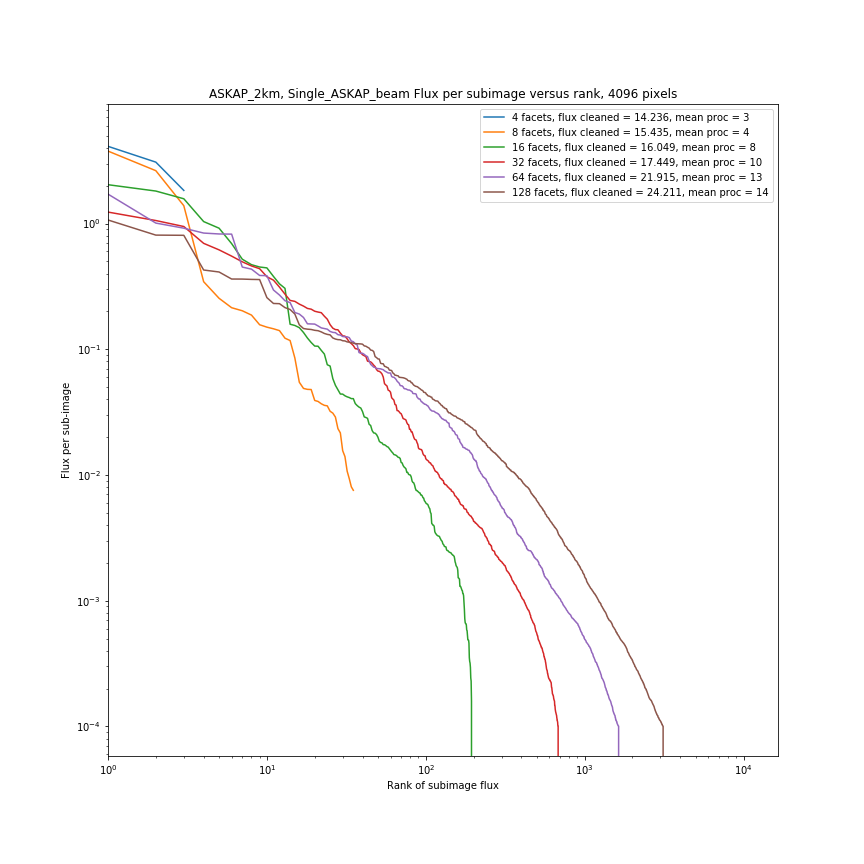 ASKAP_2km, Single_ASKAP_beam Flux per subimage versus rank, 4096 pixels
4 facets, flux cleaned = 14.236, mean proc = 3
8 facets, flux cleaned = 15.435, mean proc = 4
16 facets, flux cleaned = 16.049, mean proc = 8
32 facets, flux cleaned = 17.449, mean proc = 10
64 facets, flux cleaned = 21.915, mean proc = 13
128 facets, flux cleaned = 24.211, mean proc = 14
Flux per sub-image
10⁰
10⁻¹
10⁻²
10⁻³
10⁻⁴
10⁰ 10¹ 10² 10³ 10⁴
Rank of subimage flux